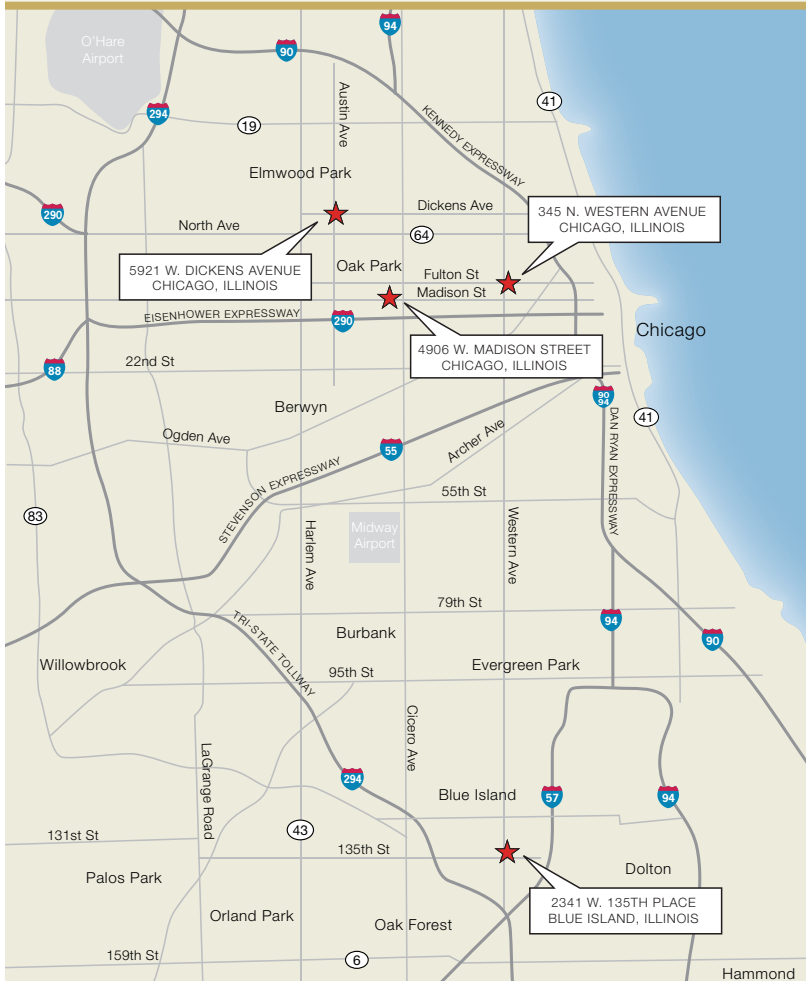 O'Hare
Airport
90
94
294
19
Austin Ave
KENNEDY EXPRESSWAY
41
Elmwood Park
290
North Ave
Dickens Ave
64
345 N. WESTERN AVENUE
CHICAGO, ILLINOIS
5921 W. DICKENS AVENUE
CHICAGO, ILLINOIS
Oak Park
Fulton St
Madison St
EISENHOWER EXPRESSWAY
290
Chicago
4906 W. MADISON STREET
CHICAGO, ILLINOIS
22nd St
88
90
94
41
Berwyn
Ogden Ave
55
Archer Ave
DAN RYAN EXPRESSWAY
STEVENSON EXPRESSWAY
55th St
83
Harlem Ave
Midway
Airport
Western Ave
79th St
94
90
TRI-STATE TOLLWAY
Burbank
Willowbrook
95th St
Evergreen Park
Cicero Ave
LaGrange Road
294
Blue Island
57
94
43
131st St
135th St
Palos Park
Dolton
2341 W. 135TH PLACE
BLUE ISLAND, ILLINOIS
Orland Park
Oak Forest
159th St
6
Hammond